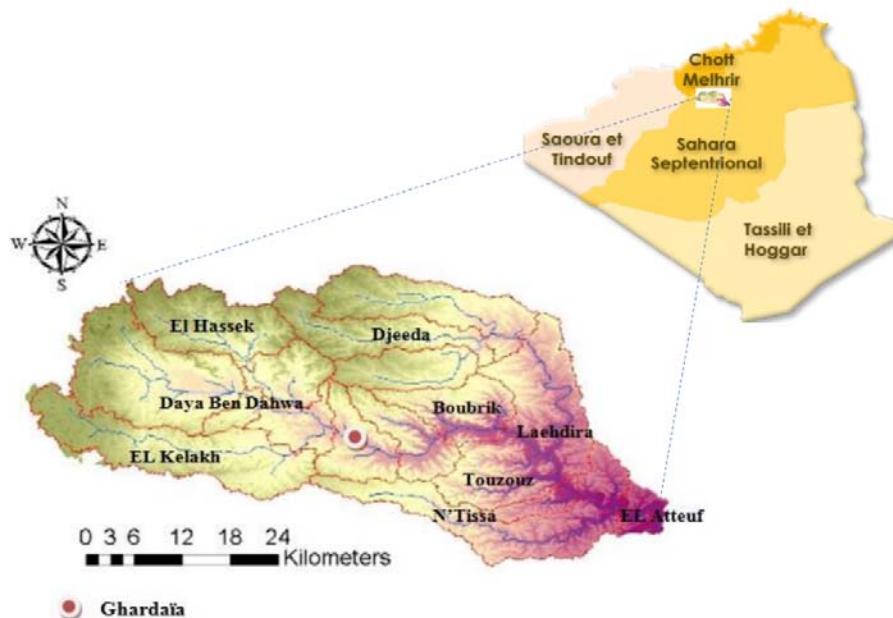 Chott
Melhrir
Saoura et
Tindouf
Sahara
Septentrional
Tassili et
Hoggar
N
W
E
S
El Hassek
Djeeda
Daya Ben Dahwa
Boubrik
Laehdira
EL Kelakh
Touzouz
N'Tissa
EL Atteuf
0 3 6 12 18 24
Kilometers
Ghardaïa